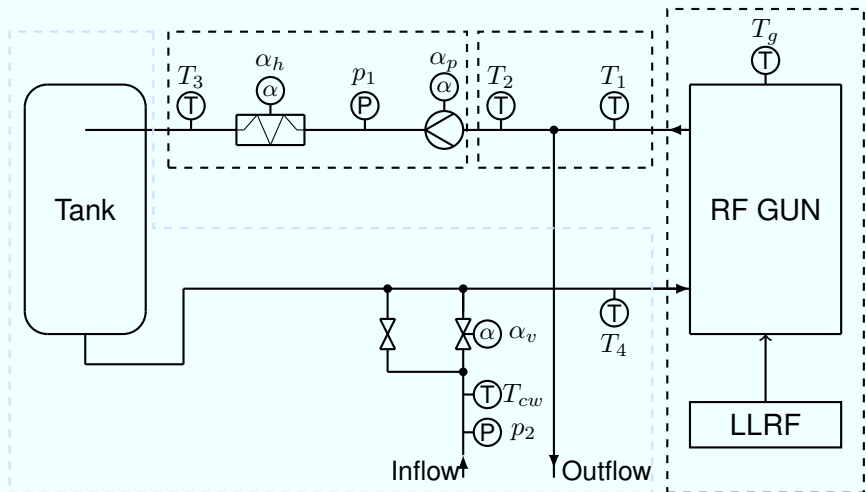 T_g
T_3
α_h
α
p_1
α_p
α
T_2
T_1
T
T
P
T
T
Tank
RF GUN
α
α_v
T
T_4
T
T_cw
P
p_2
LLRF
Inflow
Outflow